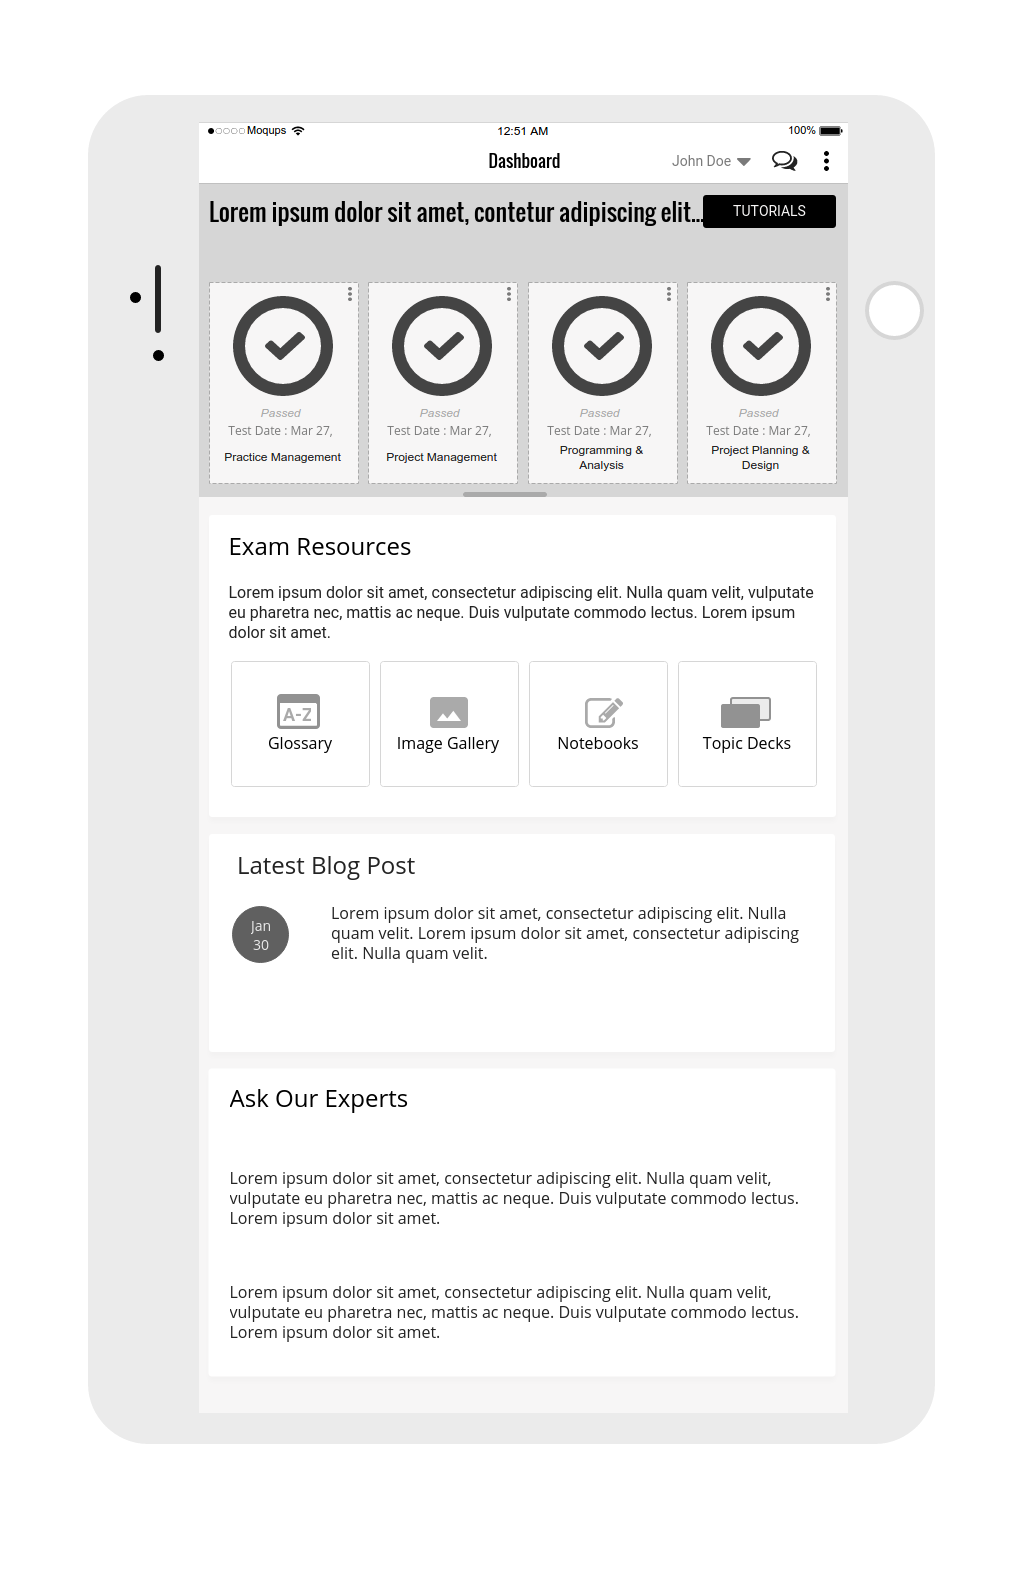 Moqups 12:51 AM 100%
Dashboard John Doe
Lorem ipsum dolor sit amet, contetur adipiscing elit... TUTORIALS
Passed Passed Passed Passed
Test Date : Mar 27, Test Date : Mar 27, Test Date : Mar 27, Test Date : Mar 27,
Practice Management
Project Management
Programming &
Analysis
Project Planning &
Design
Exam Resources
Lorem ipsum dolor sit amet, consectetur adipiscing elit. Nulla quam velit, vulputate
eu pharetra nec, mattis ac neque. Duis vulputate commodo lectus. Lorem ipsum
dolor sit amet.
A-Z
Glossary Image Gallery Notebooks Topic Decks
Latest Blog Post
Jan
30
Lorem ipsum dolor sit amet, consectetur adipiscing elit. Nulla
quam velit. Lorem ipsum dolor sit amet, consectetur adipiscing
elit. Nulla quam velit.
Ask Our Experts
Lorem ipsum dolor sit amet, consectetur adipiscing elit. Nulla quam velit,
vulputate eu pharetra nec, mattis ac neque. Duis vulputate commodo lectus.
Lorem ipsum dolor sit amet.
Lorem ipsum dolor sit amet, consectetur adipiscing elit. Nulla quam velit,
vulputate eu pharetra nec, mattis ac neque. Duis vulputate commodo lectus.
Lorem ipsum dolor sit amet.